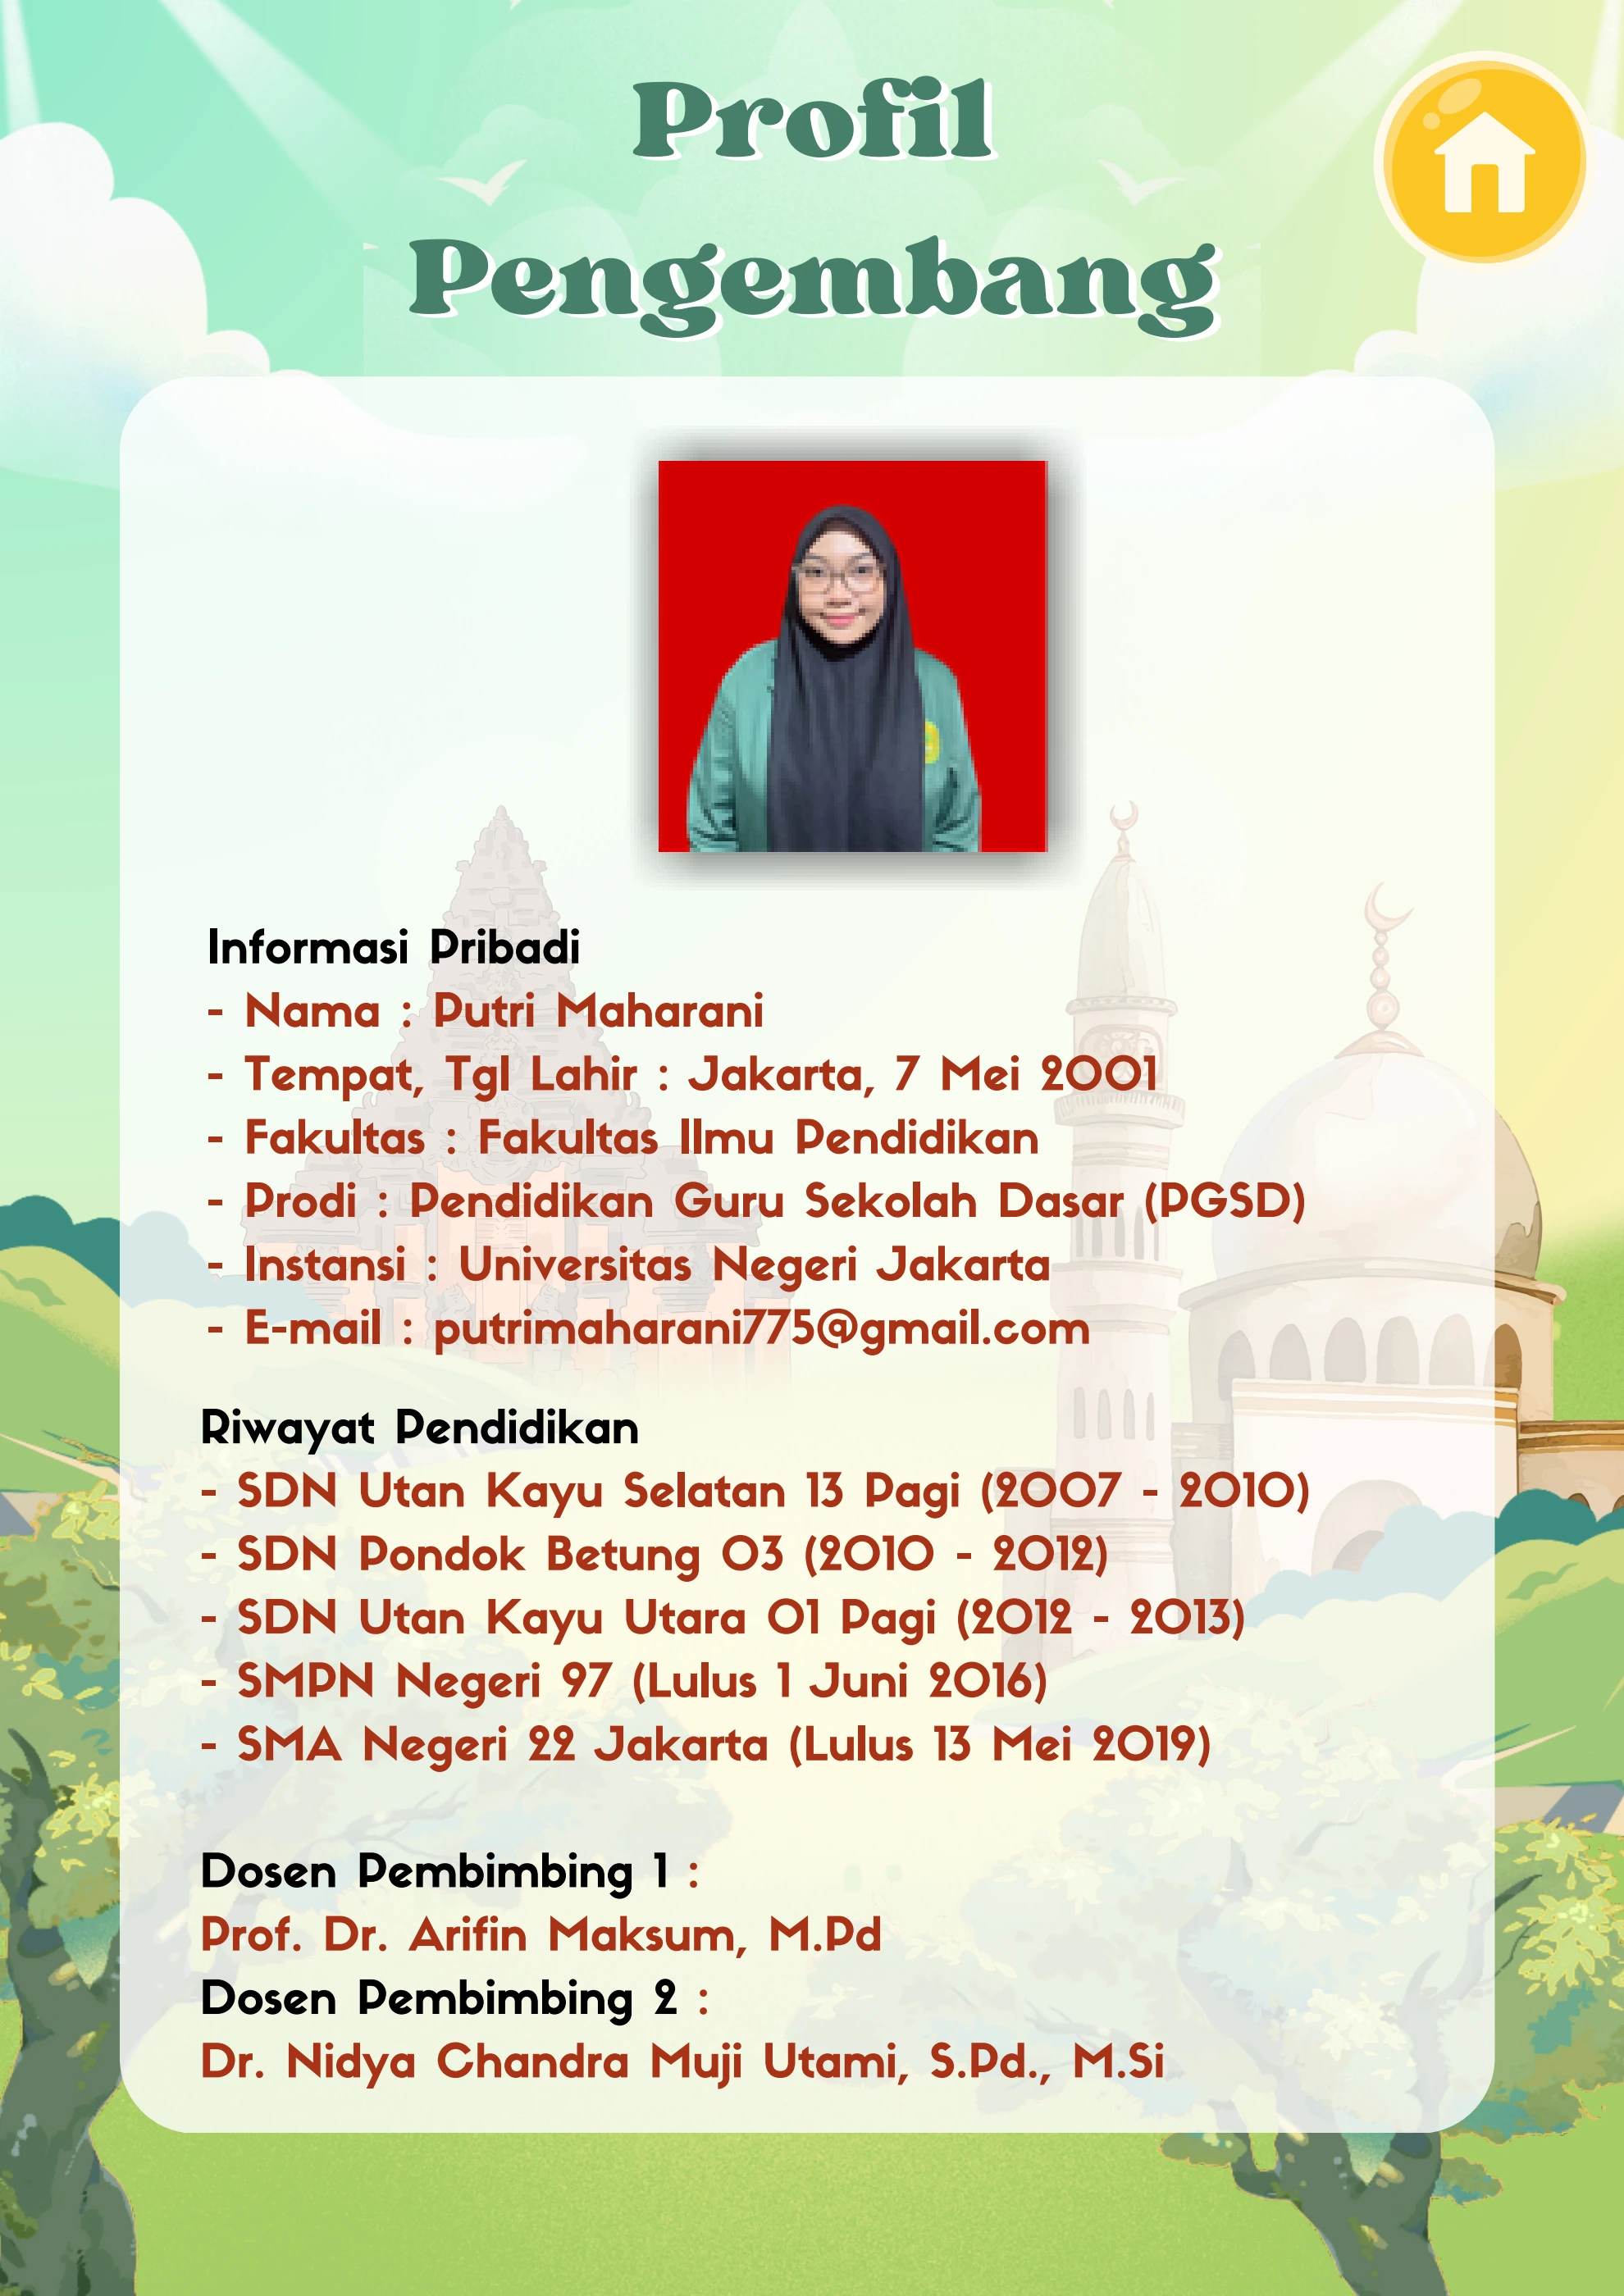 Profil
Pengembang
Informasi Pribadi
- Nama : Putri Maharani
- Tempat, Tgl Lahir : Jakarta, 7 Mei 2001
- Fakultas : Fakultas Ilmu Pendidikan
- Prodi : Pendidikan Guru Sekolah Dasar (PGSD)
- Instansi : Universitas Negeri Jakarta
- E-mail : putrimaharani775@gmail.com
Riwayat Pendidikan
- SDN Utan Kayu Selatan 13 Pagi (2007 - 2010)
- SDN Pondok Betung 03 (2010 - 2012)
- SDN Utan Kayu Utara 01 Pagi (2012 - 2013)
- SMPN Negeri 97 (Lulus 1 Juni 2016)
- SMA Negeri 22 Jakarta (Lulus 13 Mei 2019)
Dosen Pembimbing 1 :
Prof. Dr. Arifin Maksum, M.Pd
Dosen Pembimbing 2 :
Dr. Nidya Chandra Muji Utami, S.Pd., M.Si